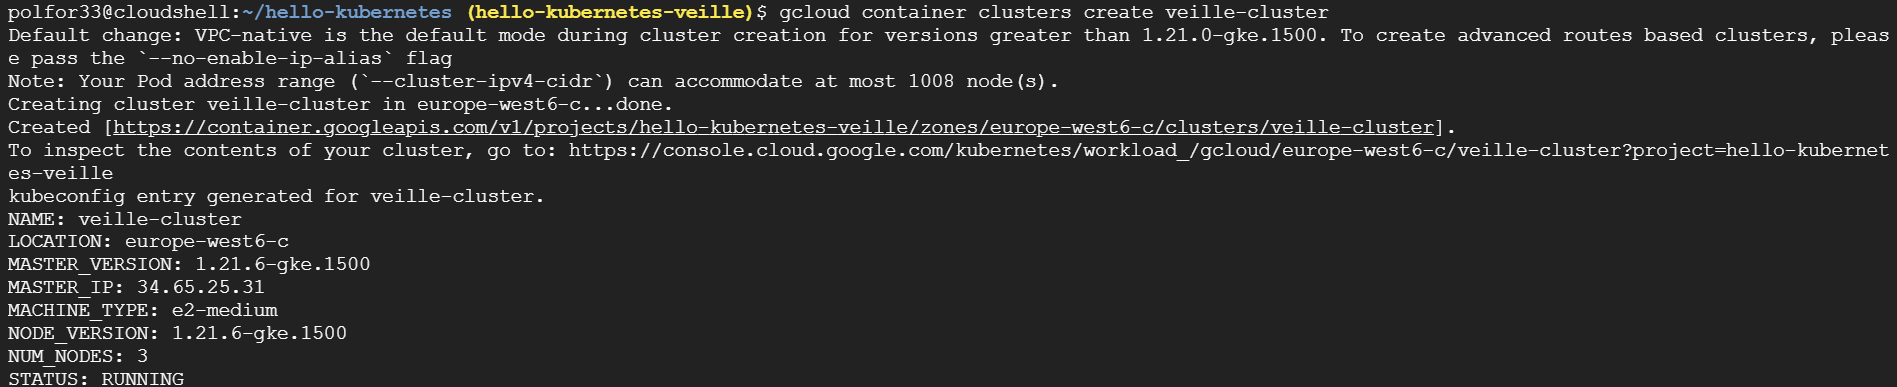 polfor33@cloudshell:~/hello-kubernetes (hello-kubernetes-veille)$ gcloud container clusters create veille-cluster
Default change: VPC-native is the default mode during cluster creation for versions greater than 1.21.0-gke.1500. To create advanced routes based clusters, pleas
e pass the `--no-enable-ip-alias` flag
Note: Your Pod address range (`--cluster-ipv4-cidr`) can accommodate at most 1008 node(s).
Creating cluster veille-cluster in europe-west6-c...done.
Created [https://container.googleapis.com/v1/projects/hello-kubernetes-veille/zones/europe-west6-c/clusters/veille-cluster].
To inspect the contents of your cluster, go to: https://console.cloud.google.com/kubernetes/workload_/gcloud/europe-west6-c/veille-cluster?project=hello-kubernet
es-veille
kubeconfig entry generated for veille-cluster.
NAME: veille-cluster
LOCATION: europe-west6-c
MASTER_VERSION: 1.21.6-gke.1500
MASTER_IP: 34.65.25.31
MACHINE_TYPE: e2-medium
NODE_VERSION: 1.21.6-gke.1500
NUM_NODES: 3
STATUS: RUNNING